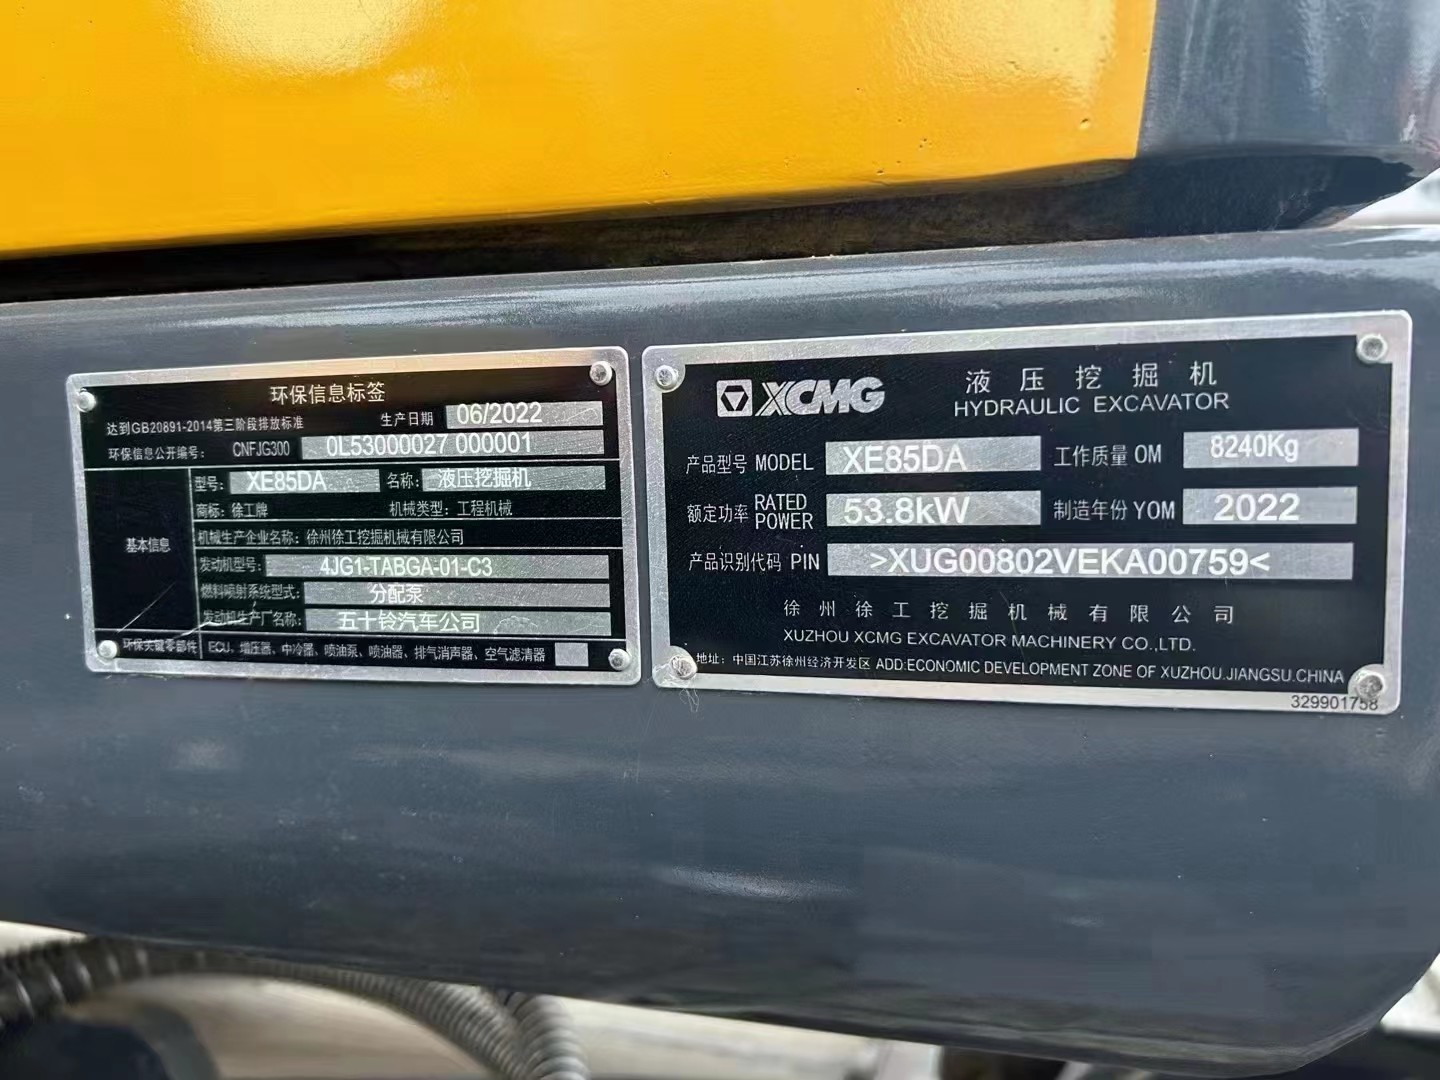 环保信息标签
达到GB20891-2014第三阶段排放标准 生产日期 06/2022
环保信息公开编号: CNFJG300 0L53000027 000001
基本信息
型号: XE85DA 名称: 液压挖掘机
商标: 徐工牌 机械类型: 工程机械
机械生产企业名称: 徐州徐工挖掘机械有限公司
发动机型号: 4JG1-TABGA-01-C3
燃料喷射系统型式: 分配泵
发动机生产厂名称: 五十铃汽车公司
环保关键零部件 ECU、增压器、中冷器、喷油泵、喷油器、排气消声器、空气滤清器
XCMG
液压挖掘机
HYDRAULIC EXCAVATOR
产品型号 MODEL XE85DA 工作质量 OM 8240Kg
额定功率 RATED POWER 53.8kW 制造年份 YOM 2022
产品识别代码 PIN >XUG00802VEKA00759<
徐州徐工挖掘机械有限公司
XUZHOU XCMG EXCAVATOR MACHINERY CO.,LTD.
地址: 中国江苏徐州经济开发区 ADD:ECONOMIC DEVELOPMENT ZONE OF XUZHOU.JIANGSU.CHINA
329901758